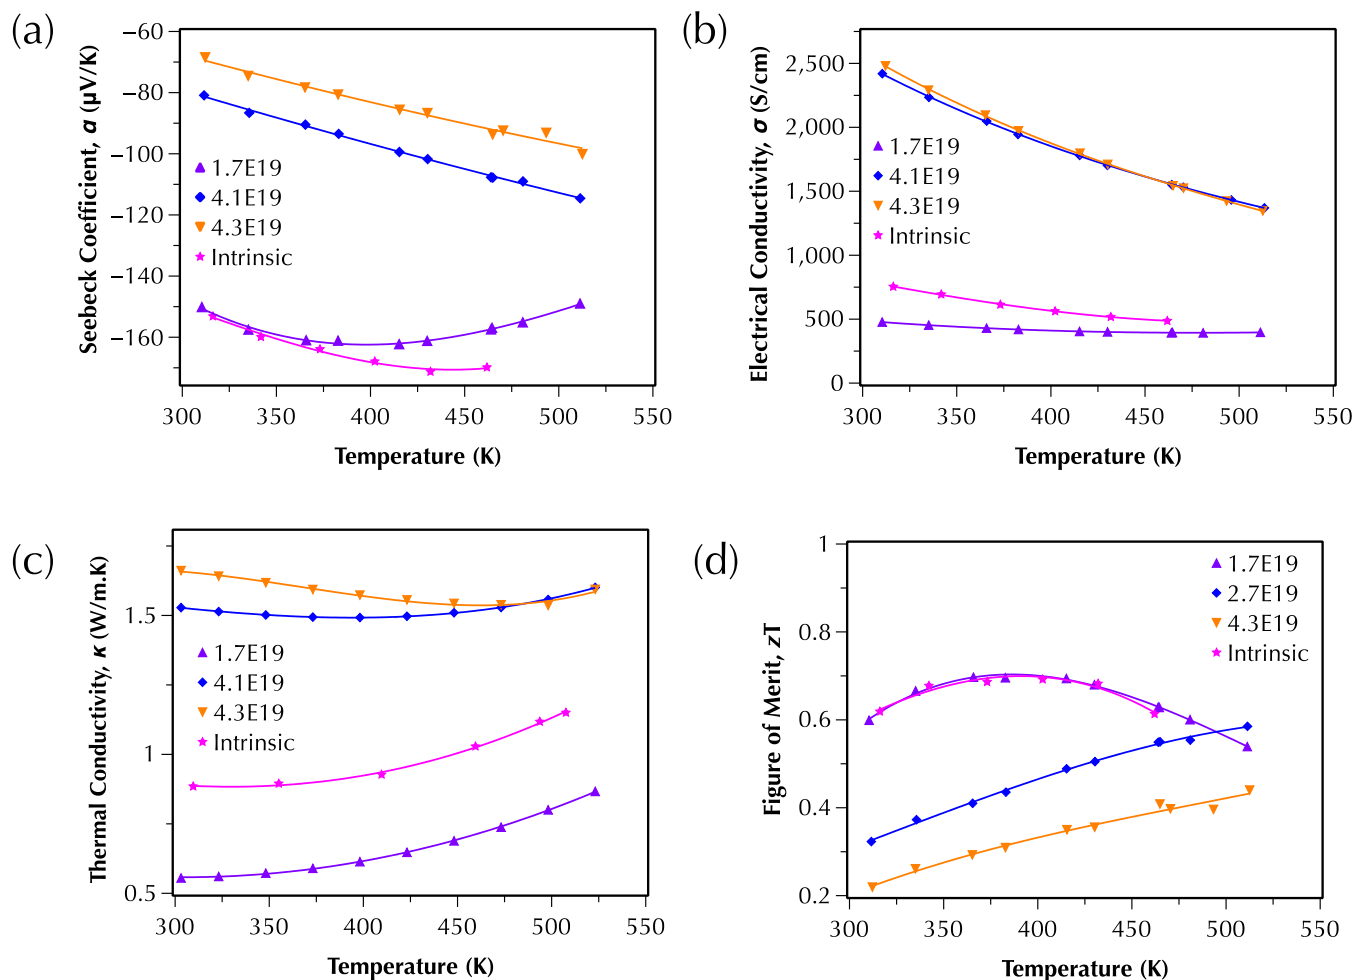 (a)
Seebeck Coefficient, α (μV/K)
−60
−80
−100
−120
−140
−160
1.7E19
4.1E19
4.3E19
Intrinsic
300
350
400
450
500
550
Temperature (K)
(b)
Electrical Conductivity, σ (S/cm)
2,500
2,000
1,500
1,000
500
0
1.7E19
4.1E19
4.3E19
Intrinsic
300
350
400
450
500
550
Temperature (K)
(c)
Thermal Conductivity, κ (W/m.K)
1.5
1
0.5
1.7E19
4.1E19
4.3E19
Intrinsic
300
350
400
450
500
550
Temperature (K)
(d)
Figure of Merit, zT
1
0.8
0.6
0.4
0.2
1.7E19
2.7E19
4.3E19
Intrinsic
300
350
400
450
500
550
Temperature (K)